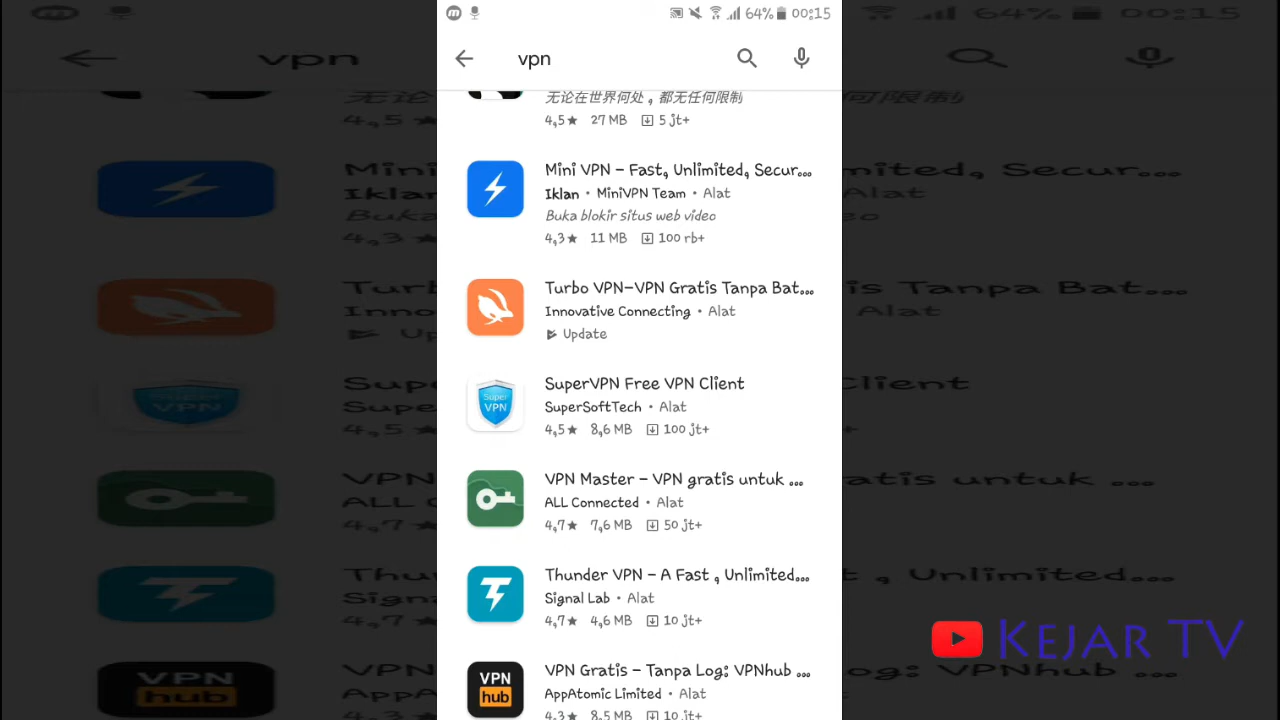 64% 00:15
vpn
无论在世界何处，都无任何限制
4,5★ 27 MB 5 jt+
Mini VPN - Fast, Unlimited, Secur...
Iklan • MiniVPN Team • Alat
Buka blokir situs web video
4,3★ 11 MB 100 rb+
Turbo VPN-VPN Gratis Tanpa Bat...
Innovative Connecting • Alat
Update
Super VPN
SuperVPN Free VPN Client
SuperSoftTech • Alat
4,5★ 8,6 MB 100 jt+
VPN Master - VPN gratis untuk ...
ALL Connected • Alat
4,7★ 7,6 MB 50 jt+
Thunder VPN - A Fast , Unlimited...
Signal Lab • Alat
4,7★ 4,6 MB 10 jt+
VPN hub
VPN Gratis - Tanpa Log: VPNhub ...
AppAtomic Limited • Alat
4,3★ 8,5 MB 10 jt+
KEJAR TV